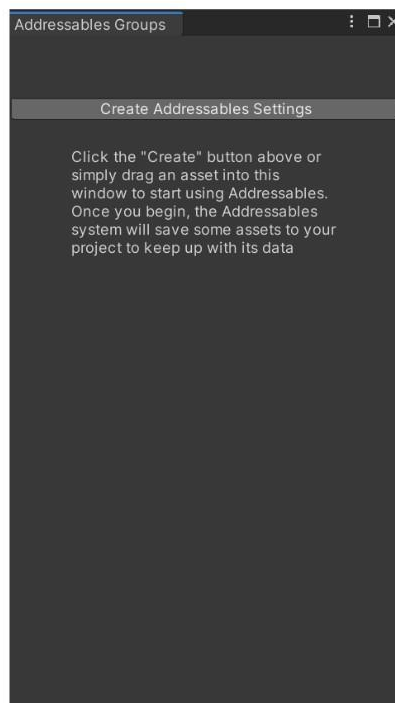 Addressables Groups
Create Addressables Settings
Click the "Create" button above or
simply drag an asset into this
window to start using Addressables.
Once you begin, the Addressables
system will save some assets to your
project to keep up with its data